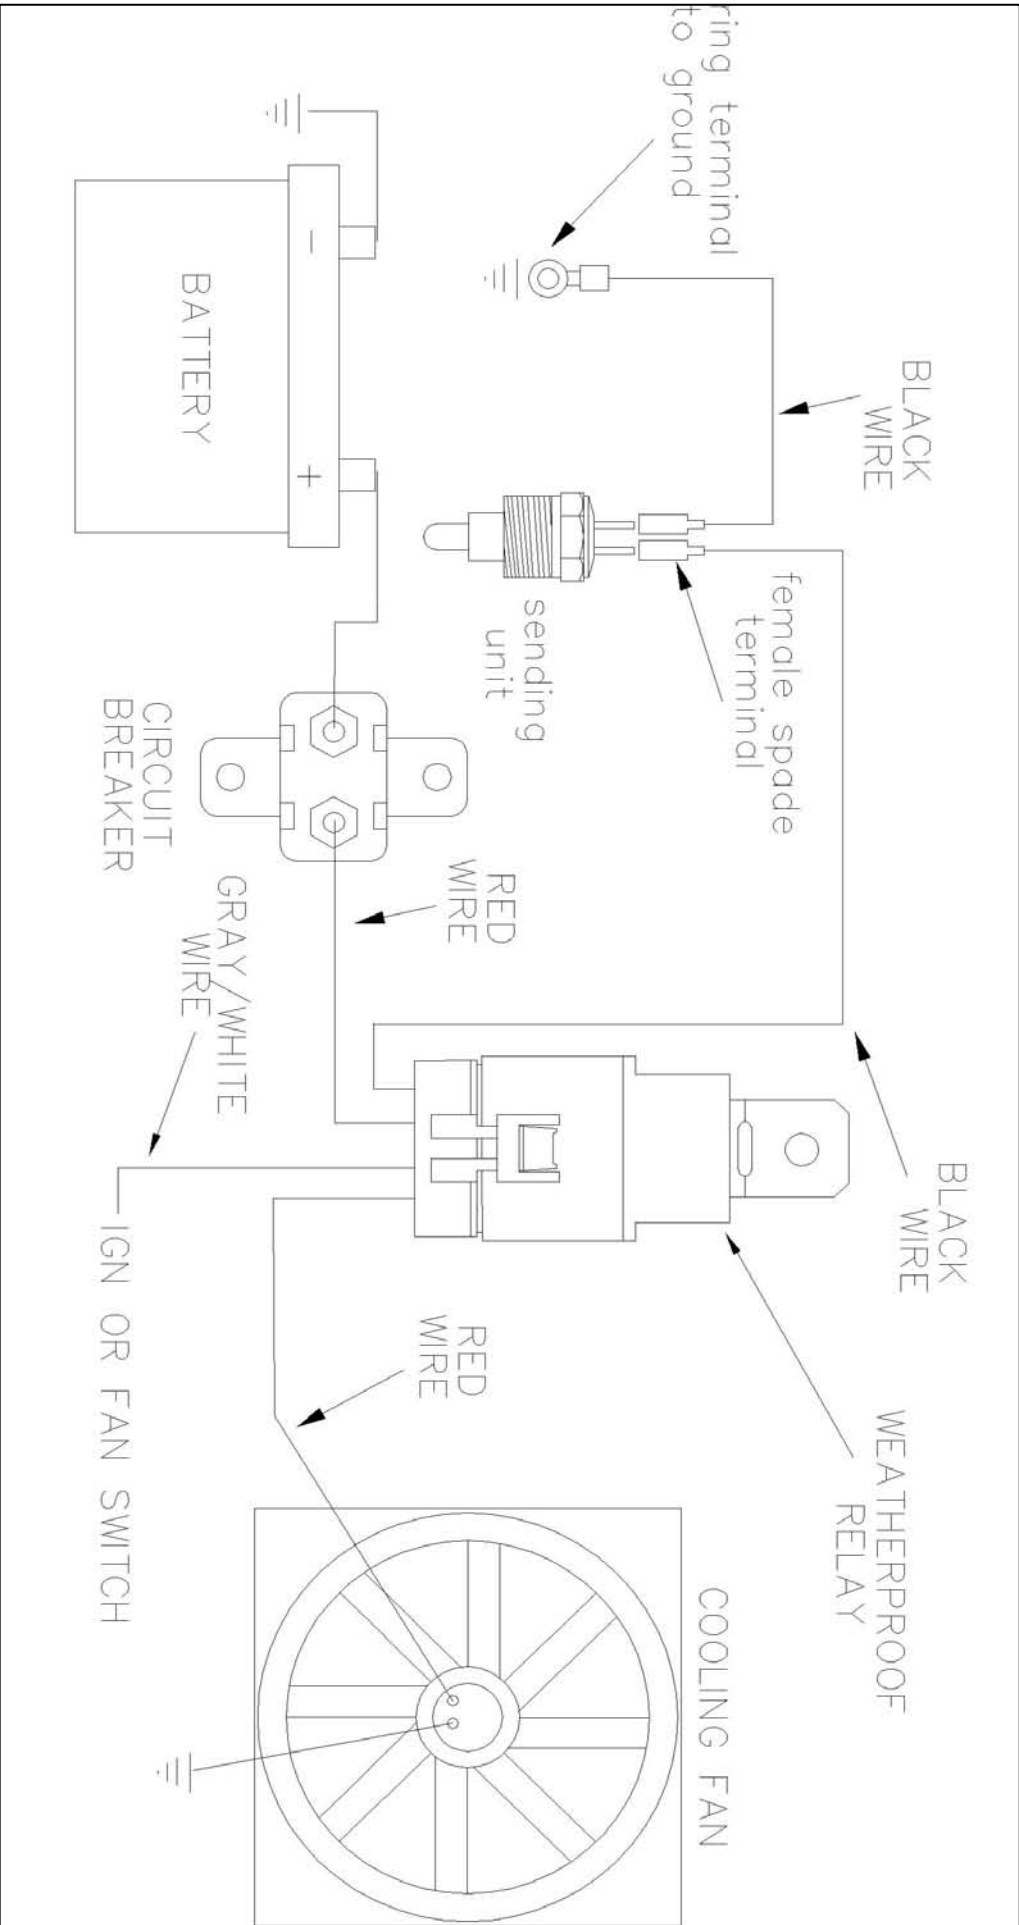 ring terminal
to ground
BLACK
WIRE
female spade
terminal
sending
unit
-
+
BATTERY
CIRCUIT
BREAKER
RED
WIRE
GRAY/WHITE
WIRE
IGN OR FAN SWITCH
BLACK
WIRE
WEATHERPROOF
RELAY
RED
WIRE
COOLING FAN